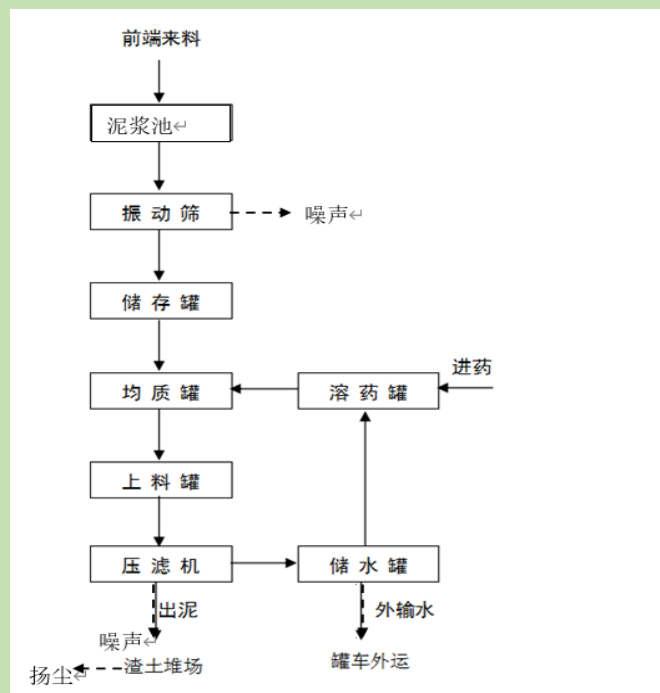 前端来料
泥浆池
振动筛
噪声
储存罐
进药
均质罐
溶药罐
上料罐
压滤机
储水罐
出泥
外输水
噪声
渣土堆场
罐车外运
扬尘